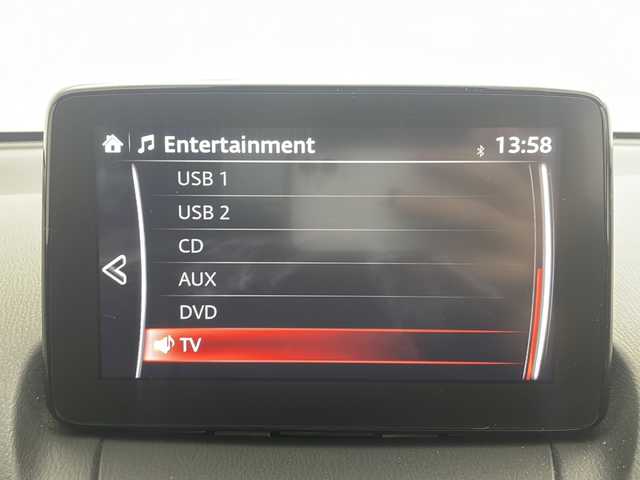 Entertainment 13:58
USB 1
USB 2
CD
AUX
DVD
TV